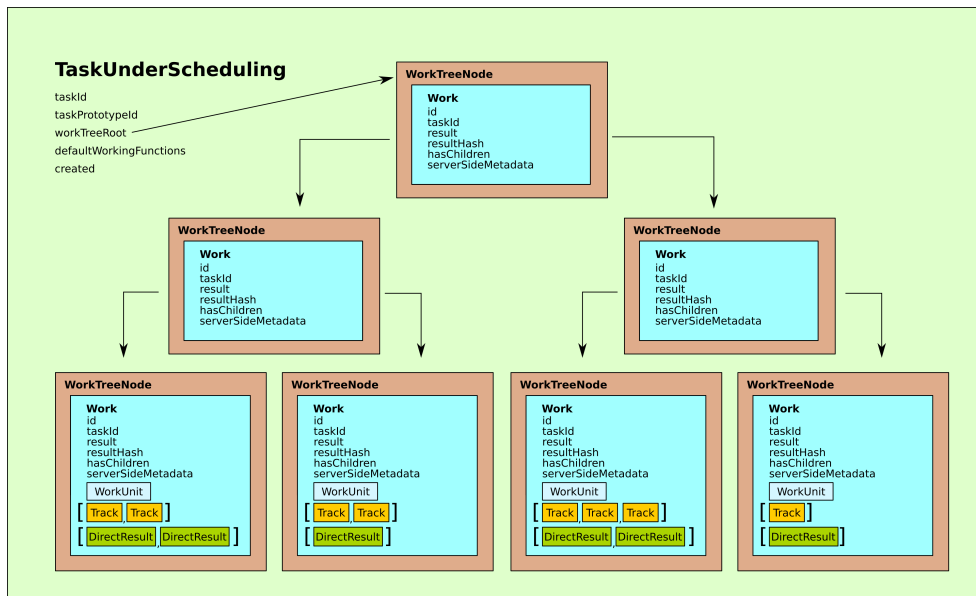 TaskUnderScheduling
taskId
taskPrototypeId
workTreeRoot
defaultWorkingFunctions
created
WorkTreeNode
Work
id
taskId
result
resultHash
hasChildren
serverSideMetadata
WorkTreeNode
Work
id
taskId
result
resultHash
hasChildren
serverSideMetadata
WorkTreeNode
Work
id
taskId
result
resultHash
hasChildren
serverSideMetadata
WorkTreeNode
Work
id
taskId
result
resultHash
hasChildren
serverSideMetadata
WorkUnit
[Track,Track]
[DirectResult,DirectResult]
WorkTreeNode
Work
id
taskId
result
resultHash
hasChildren
serverSideMetadata
WorkUnit
[Track,Track]
[DirectResult]
WorkTreeNode
Work
id
taskId
result
resultHash
hasChildren
serverSideMetadata
WorkUnit
[Track,Track,Track]
[DirectResult,DirectResult]
WorkTreeNode
Work
id
taskId
result
resultHash
hasChildren
serverSideMetadata
WorkUnit
[Track]
[DirectResult]